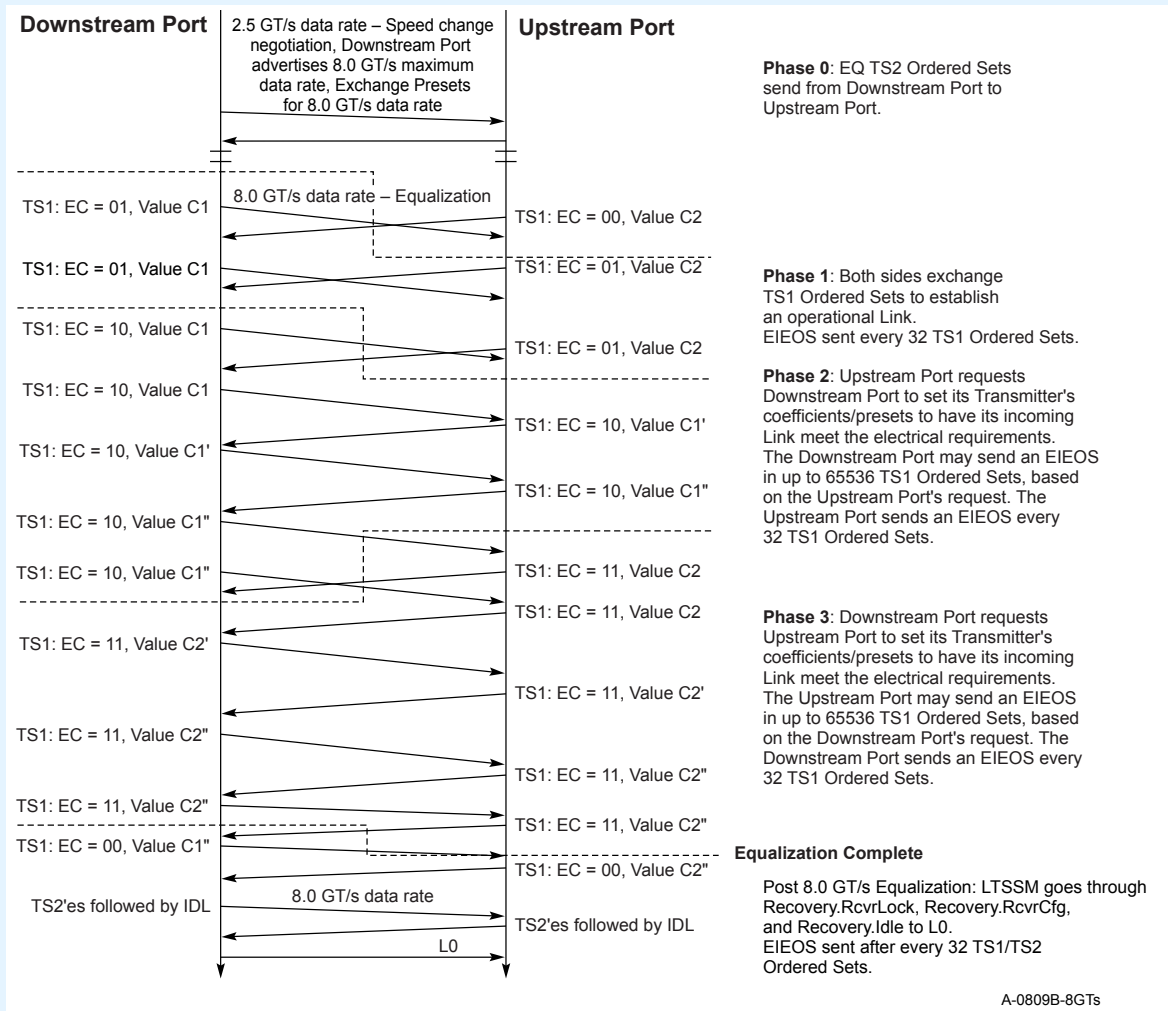 Downstream Port
2.5 GT/s data rate – Speed change
negotiation, Downstream Port
advertises 8.0 GT/s maximum
data rate, Exchange Presets
for 8.0 GT/s data rate
Upstream Port
Phase 0: EQ TS2 Ordered Sets
send from Downstream Port to
Upstream Port.
8.0 GT/s data rate – Equalization
TS1: EC = 01, Value C1
TS1: EC = 00, Value C2
TS1: EC = 01, Value C1
TS1: EC = 01, Value C2
Phase 1: Both sides exchange
TS1 Ordered Sets to establish
an operational Link.
EIEOS sent every 32 TS1 Ordered Sets.
TS1: EC = 10, Value C1
TS1: EC = 01, Value C2
TS1: EC = 10, Value C1
TS1: EC = 10, Value C1'
TS1: EC = 10, Value C1'
TS1: EC = 10, Value C1"
TS1: EC = 10, Value C1"
Phase 2: Upstream Port requests
Downstream Port to set its Transmitter's
coefficients/presets to have its incoming
Link meet the electrical requirements.
The Downstream Port may send an EIEOS
in up to 65536 TS1 Ordered Sets, based
on the Upstream Port's request. The
Upstream Port sends an EIEOS every
32 TS1 Ordered Sets.
TS1: EC = 10, Value C1"
TS1: EC = 11, Value C2
TS1: EC = 11, Value C2
TS1: EC = 11, Value C2'
TS1: EC = 11, Value C2'
TS1: EC = 11, Value C2"
TS1: EC = 11, Value C2"
TS1: EC = 11, Value C2"
TS1: EC = 11, Value C2"
Phase 3: Downstream Port requests
Upstream Port to set its Transmitter's
coefficients/presets to have its incoming
Link meet the electrical requirements.
The Upstream Port may send an EIEOS
in up to 65536 TS1 Ordered Sets, based
on the Downstream Port's request. The
Downstream Port sends an EIEOS every
32 TS1 Ordered Sets.
TS1: EC = 00, Value C1"
TS1: EC = 00, Value C2"
Equalization Complete
8.0 GT/s data rate
TS2'es followed by IDL
TS2'es followed by IDL
L0
Post 8.0 GT/s Equalization: LTSSM goes through
Recovery.RcvrLock, Recovery.RcvrCfg,
and Recovery.Idle to L0.
EIEOS sent after every 32 TS1/TS2
Ordered Sets.
A-0809B-8GTs